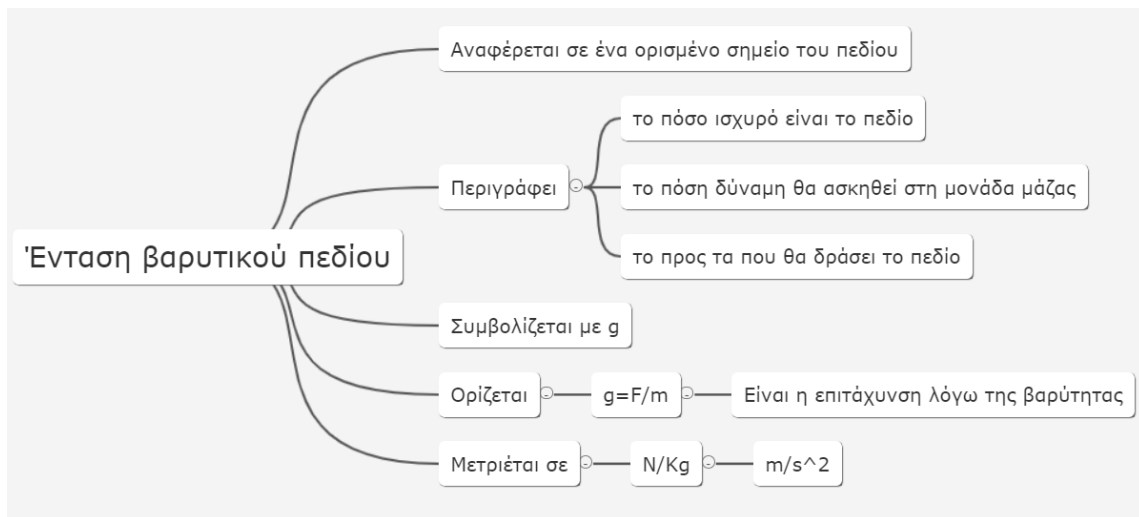 Αναφέρεται σε ένα ορισμένο σημείο του πεδίου
το πόσο ισχυρό είναι το πεδίο
Περιγράφει
το πόση δύναμη θα ασκηθεί στη μονάδα μάζας
το προς τα που θα δράσει το πεδίο
Ένταση βαρυτικού πεδίου
Συμβολίζεται με g
Ορίζεται
g=F/m
Είναι η επιτάχυνση λόγω της βαρύτητας
Μετριέται σε
N/Kg
m/s^2